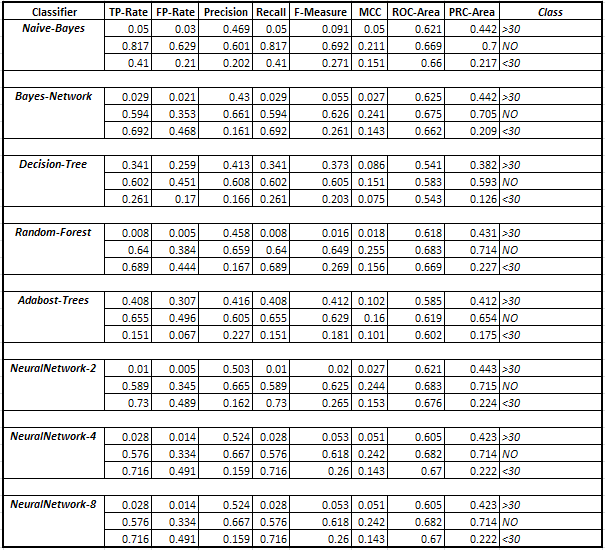 Classifier TP-Rate FP-Rate Precision Recall F-Measure MCC ROC-Area PRC-Area Class
Naive-Bayes 0.05 0.03 0.469 0.05 0.091 0.05 0.621 0.442 >30
0.817 0.629 0.601 0.817 0.692 0.211 0.669 0.7 NO
0.41 0.21 0.202 0.41 0.271 0.151 0.66 0.217 <30
Bayes-Network 0.029 0.021 0.43 0.029 0.055 0.027 0.625 0.442 >30
0.594 0.353 0.661 0.594 0.626 0.241 0.675 0.705 NO
0.692 0.468 0.161 0.692 0.261 0.143 0.662 0.209 <30
Decision-Tree 0.341 0.259 0.413 0.341 0.373 0.086 0.541 0.382 >30
0.602 0.451 0.608 0.602 0.605 0.151 0.583 0.593 NO
0.261 0.17 0.166 0.261 0.203 0.075 0.543 0.126 <30
Random-Forest 0.008 0.005 0.458 0.008 0.016 0.018 0.618 0.431 >30
0.64 0.384 0.659 0.64 0.649 0.255 0.683 0.714 NO
0.689 0.444 0.167 0.689 0.269 0.156 0.669 0.227 <30
Adabost-Trees 0.408 0.307 0.416 0.408 0.412 0.102 0.585 0.412 >30
0.655 0.496 0.605 0.655 0.629 0.16 0.619 0.654 NO
0.151 0.067 0.227 0.151 0.181 0.101 0.602 0.175 <30
NeuralNetwork-2 0.01 0.005 0.503 0.01 0.02 0.027 0.621 0.443 >30
0.589 0.345 0.665 0.589 0.625 0.244 0.683 0.715 NO
0.73 0.489 0.162 0.73 0.265 0.153 0.676 0.224 <30
NeuralNetwork-4 0.028 0.014 0.524 0.028 0.053 0.051 0.605 0.423 >30
0.576 0.334 0.667 0.576 0.618 0.242 0.682 0.714 NO
0.716 0.491 0.159 0.716 0.26 0.143 0.67 0.222 <30
NeuralNetwork-8 0.028 0.014 0.524 0.028 0.053 0.051 0.605 0.423 >30
0.576 0.334 0.667 0.576 0.618 0.242 0.682 0.714 NO
0.716 0.491 0.159 0.716 0.26 0.143 0.67 0.222 <30